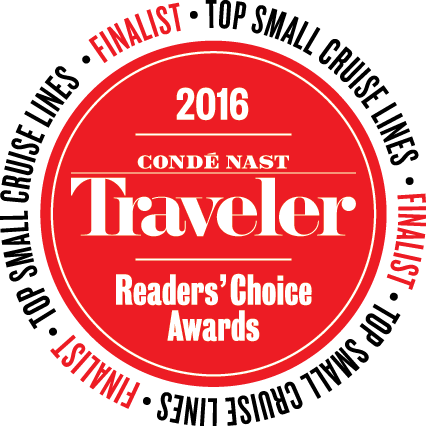 2016
CONDÉ NAST
Traveler
Readers' Choice
Awards
FINALIST • TOP SMALL CRUISE LINES • FINALIST • TOP SMALL CRUISE LINES • FINALIST • TOP SMALL CRUISE LINES •